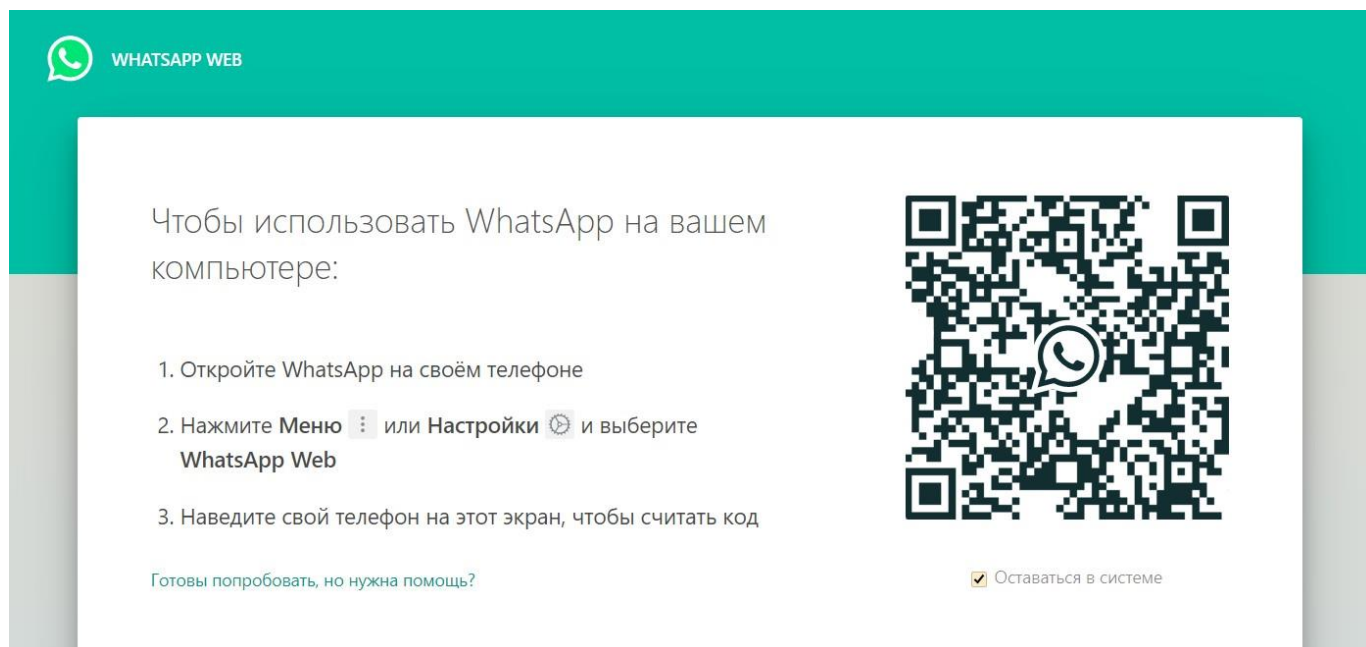 WHATSAPP WEB
Чтобы использовать WhatsApp на вашем
компьютере:
1. Откройте WhatsApp на своём телефоне
2. Нажмите Меню или Настройки и выберите
WhatsApp Web
3. Наведите свой телефон на этот экран, чтобы считать код
Готовы попробовать, но нужна помощь?
Оставаться в системе